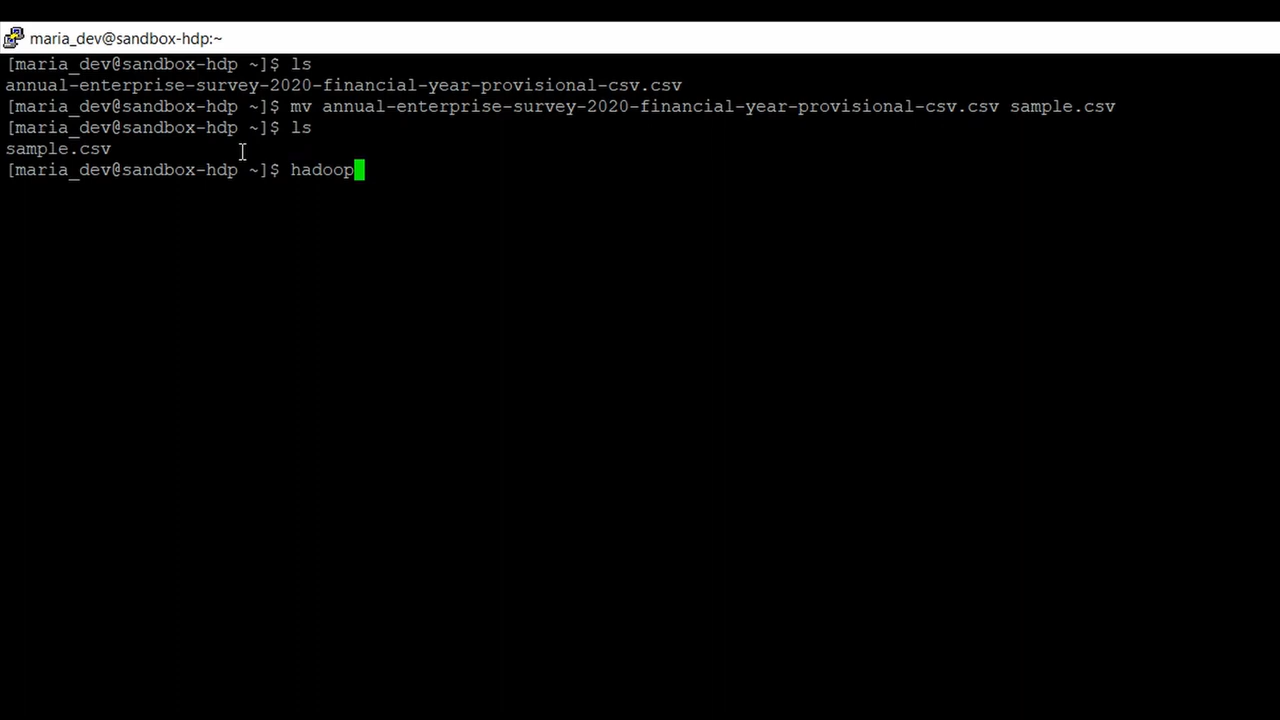 maria_dev@sandbox-hdp:~
[maria_dev@sandbox-hdp ~]$ ls
annual-enterprise-survey-2020-financial-year-provisional-csv.csv
[maria_dev@sandbox-hdp ~]$ mv annual-enterprise-survey-2020-financial-year-provisional-csv.csv sample.csv
[maria_dev@sandbox-hdp ~]$ ls
sample.csv
[maria_dev@sandbox-hdp ~]$ hadoop